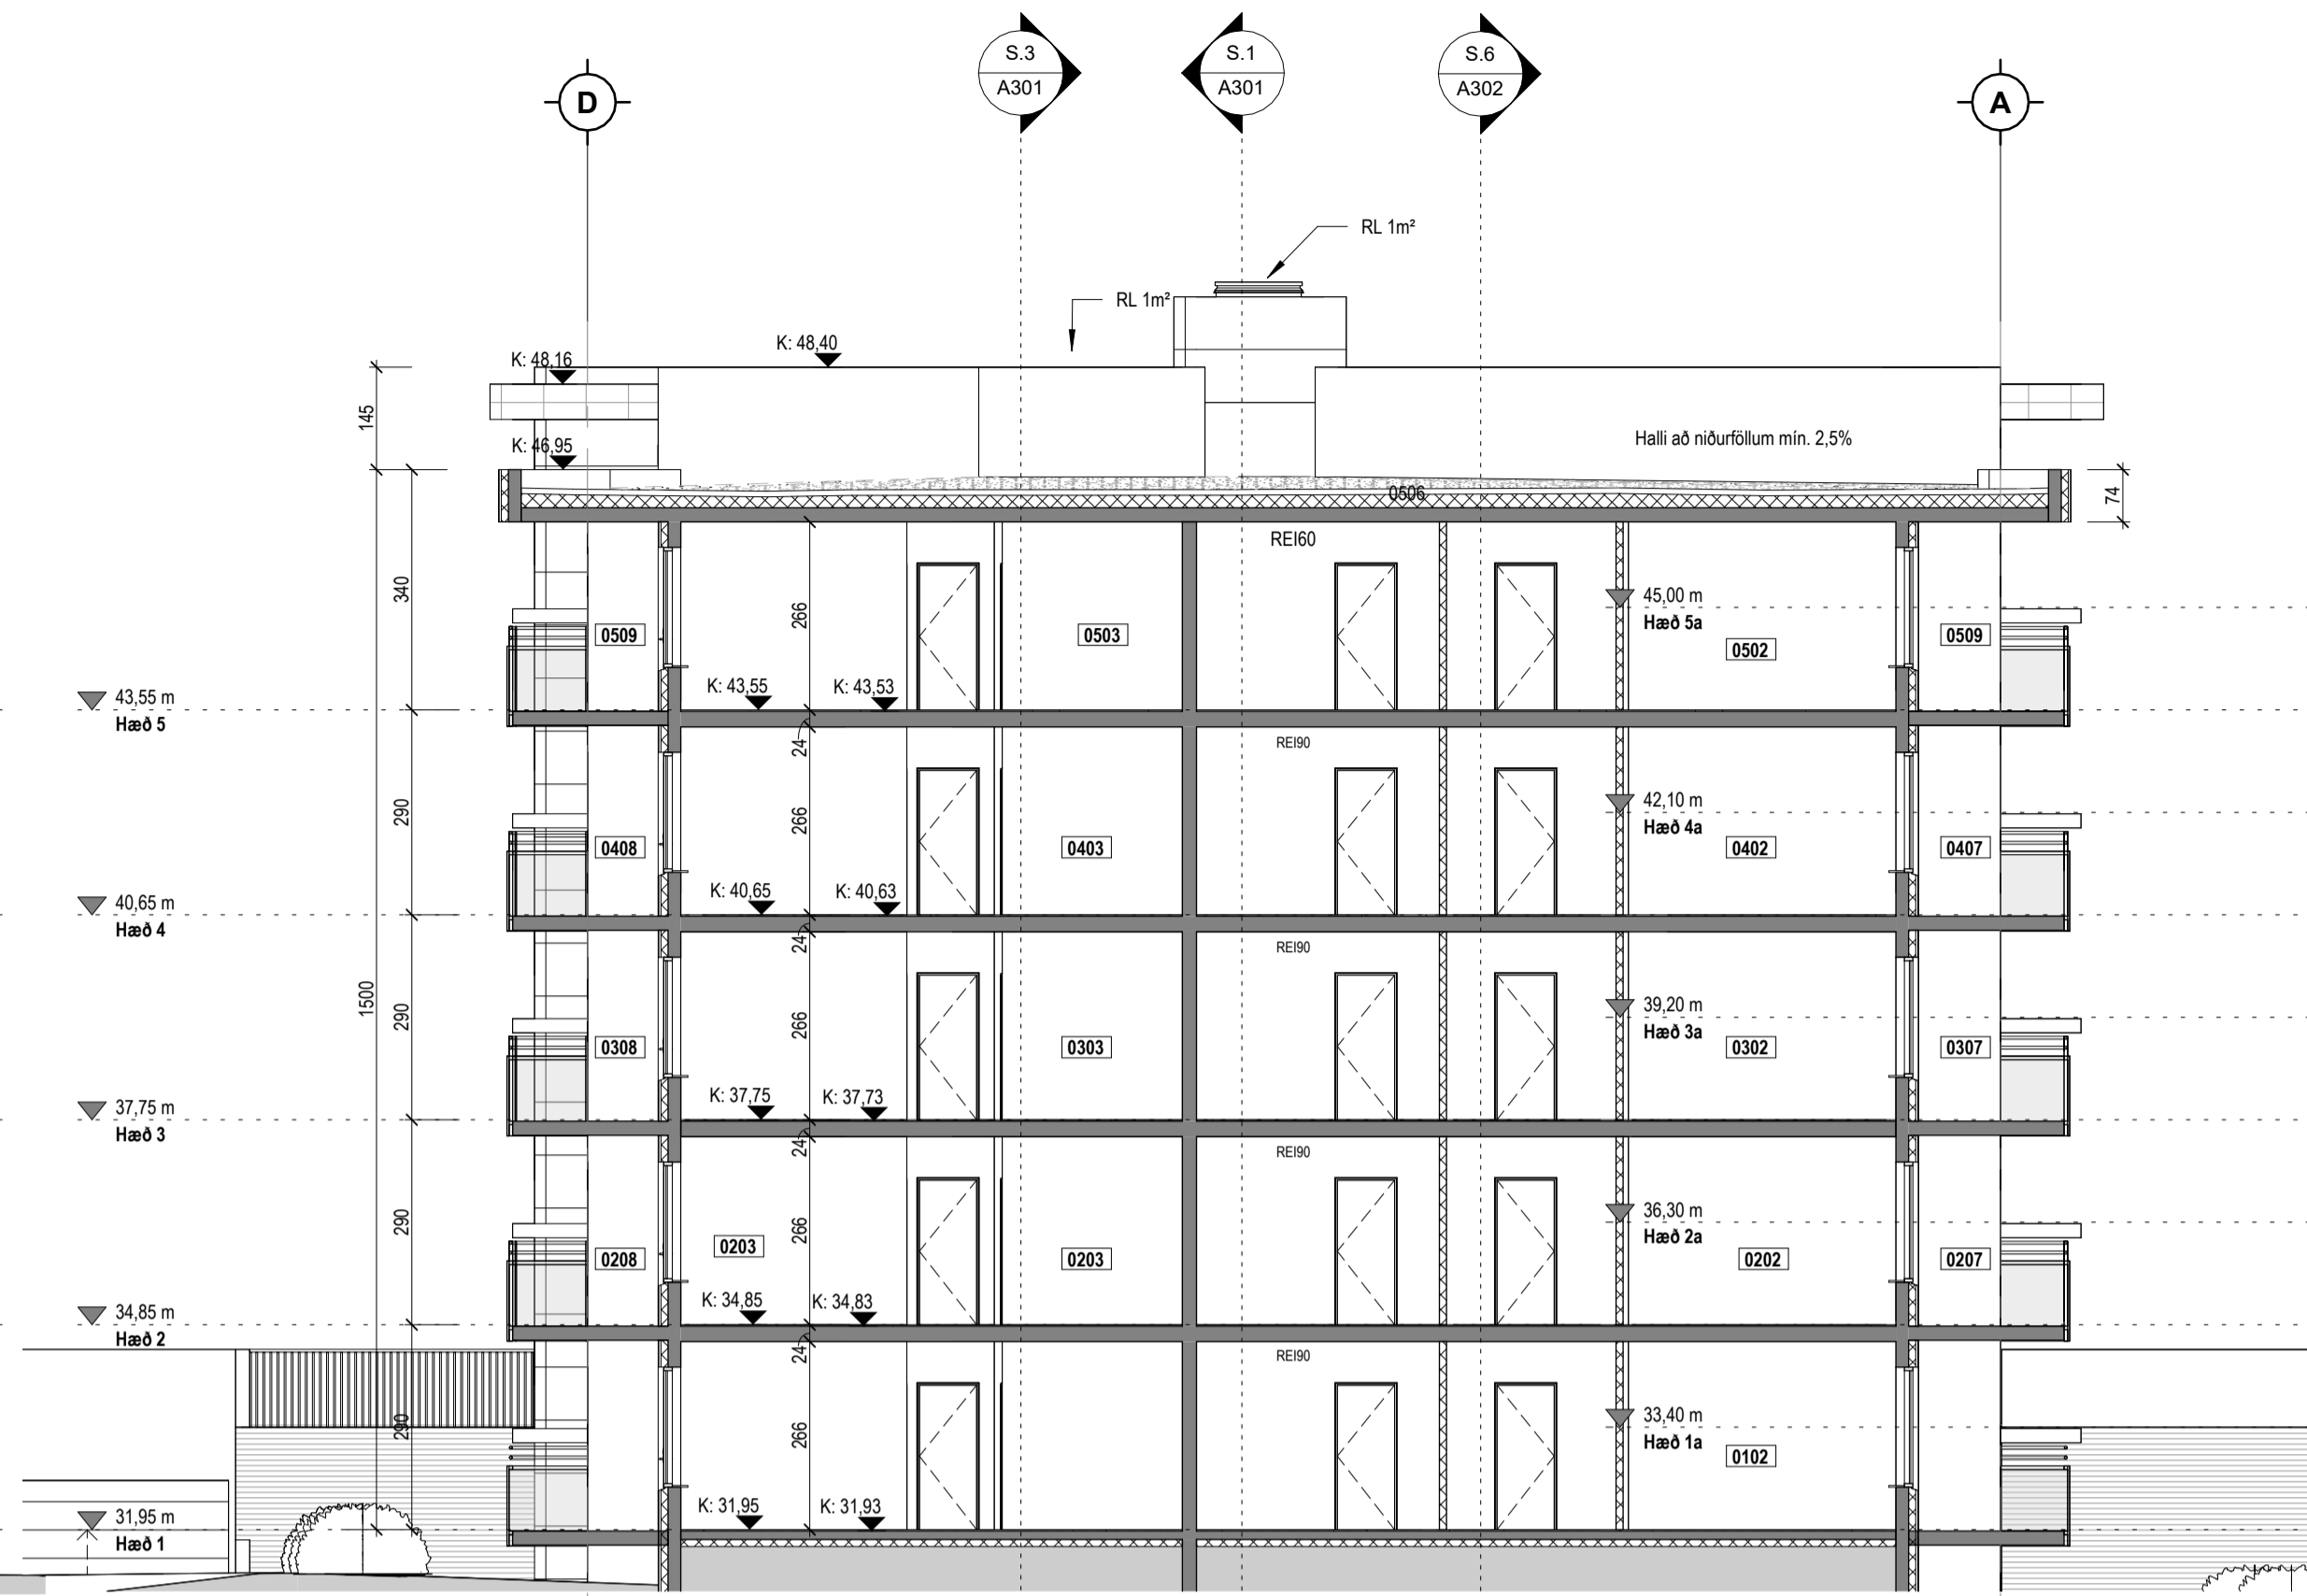 S.3
A301
S.1
A301
S.6
A302
D
A
RL 1m²
RL 1m²
K: 48,40
K: 48,16
145
K: 46,95
Halli að niðurföllum mín. 2,5%
0506
74
REI60
340
266
45,00 m
Hæð 5a
0509
0503
0502
0509
K: 43,55
K: 43,53
43,55 m
Hæð 5
24
REI90
290
266
42,10 m
Hæð 4a
0408
0403
0402
0407
K: 40,65
K: 40,63
40,65 m
Hæð 4
24
REI90
1500
290
266
39,20 m
Hæð 3a
0308
0303
0302
0307
K: 37,75
K: 37,73
37,75 m
Hæð 3
24
REI90
290
266
36,30 m
Hæð 2a
0203
0208
0203
0202
0207
K: 34,85
K: 34,83
34,85 m
Hæð 2
24
REI90
290
266
33,40 m
Hæð 1a
0102
K: 31,95
K: 31,93
31,95 m
Hæð 1